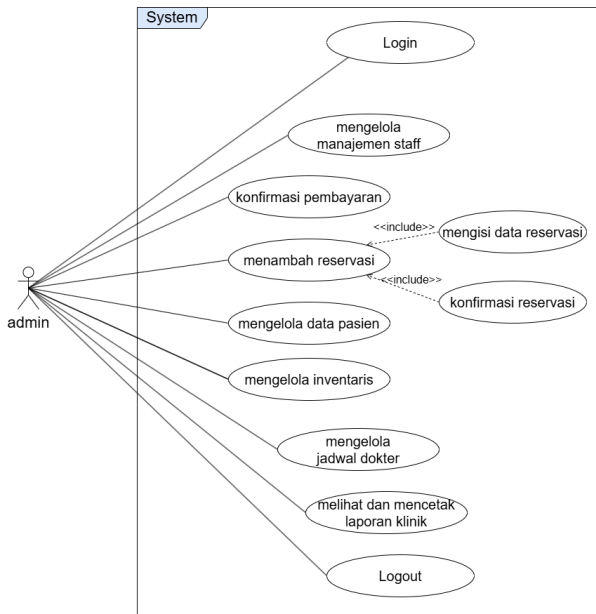 System
Login
mengelola
manajemen staff
konfirmasi pembayaran
<<include>>
mengisi data reservasi
menambah reservasi
<<include>>
konfirmasi reservasi
admin
mengelola data pasien
mengelola inventaris
mengelola
jadwal dokter
melihat dan mencetak
laporan klinik
Logout